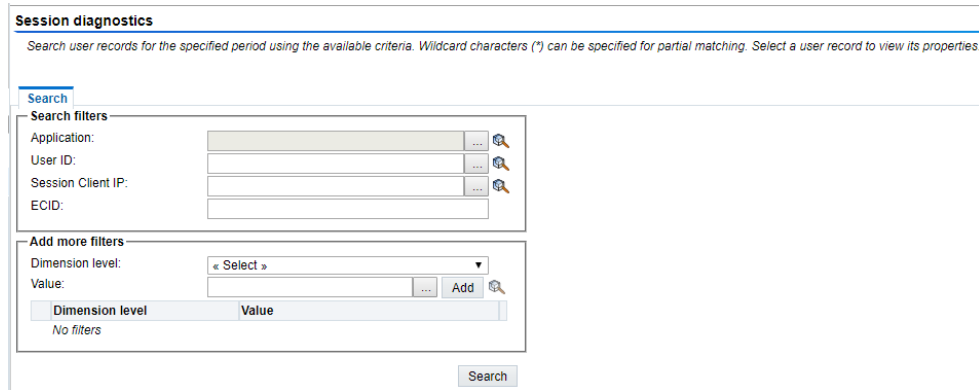 Session diagnostics
Search user records for the specified period using the available criteria. Wildcard characters (*) can be specified for partial matching. Select a user record to view its properties.
Search
Search filters
Application: ...
User ID: ...
Session Client IP: ...
ECID:
Add more filters
Dimension level: « Select »
Value: ... Add
Dimension level Value
No filters
Search